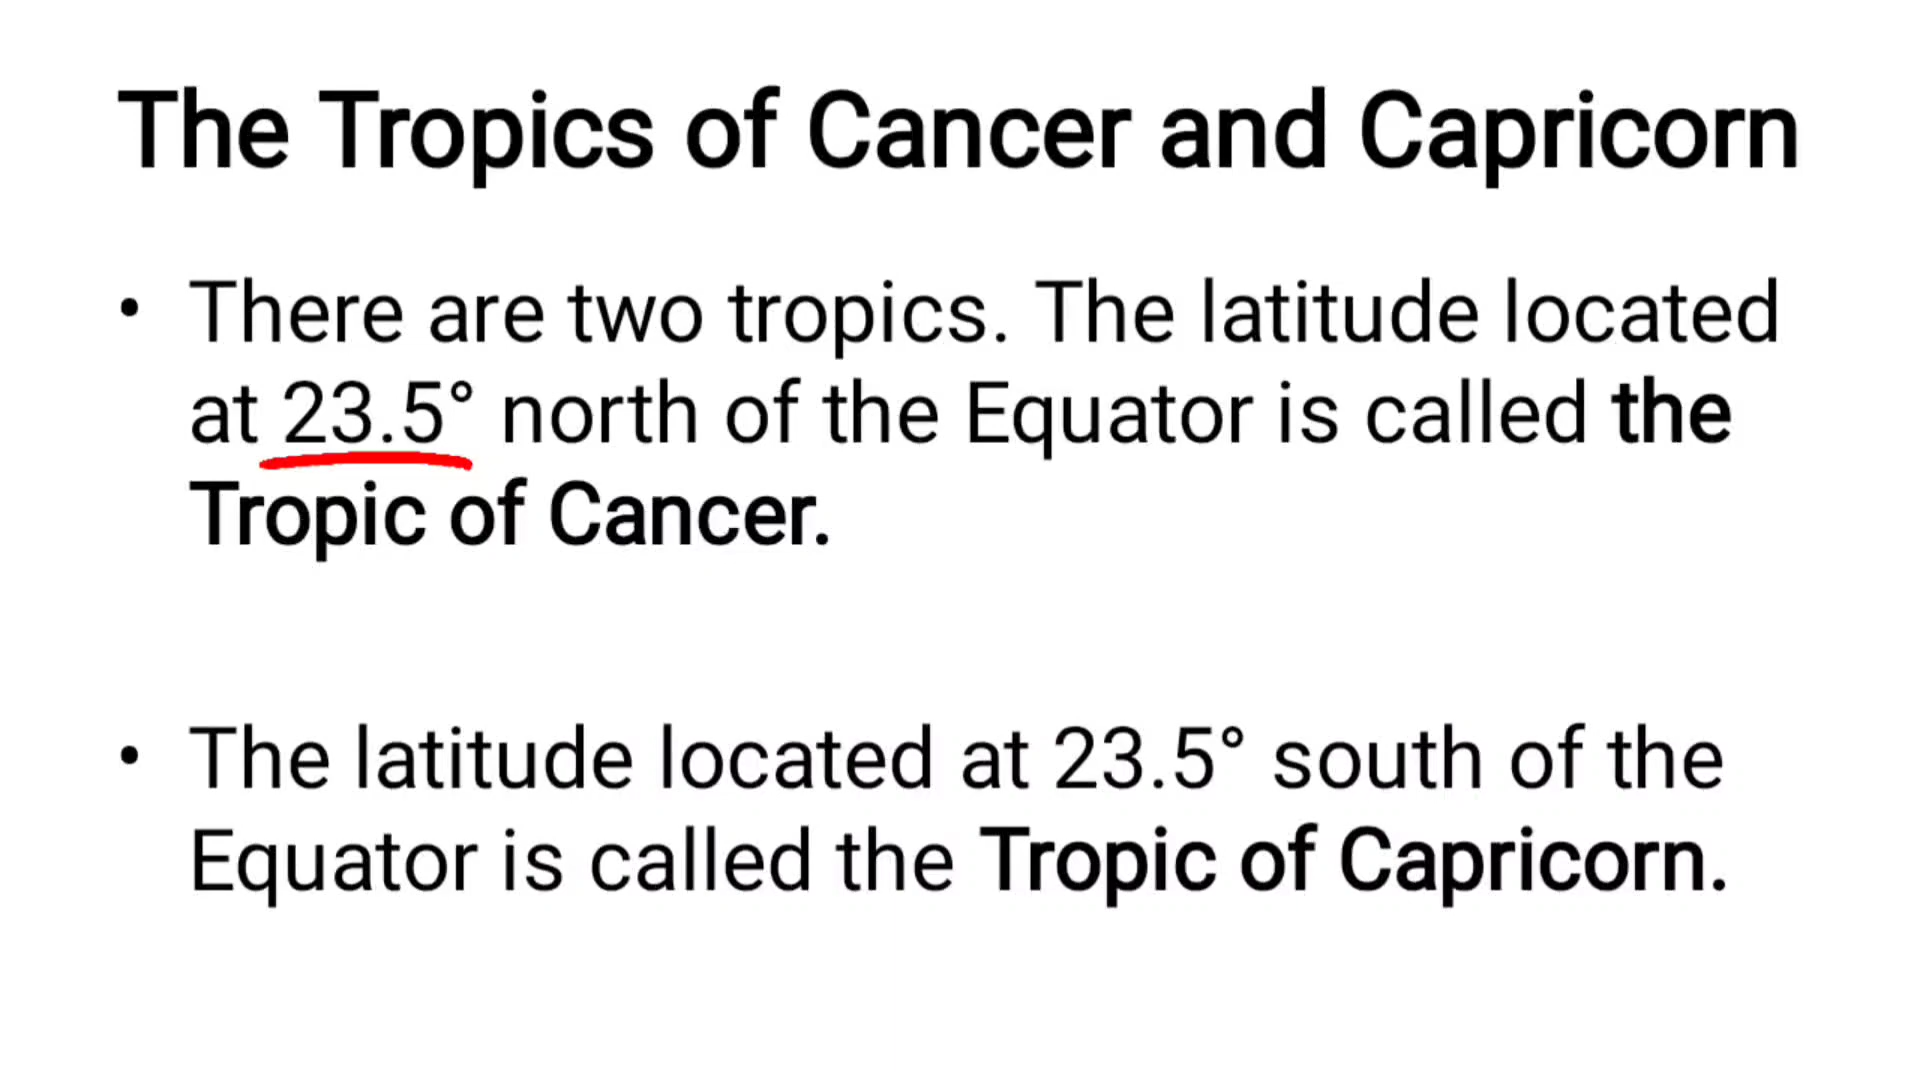 The Tropics of Cancer and Capricorn
• There are two tropics. The latitude located
at 23.5° north of the Equator is called the
Tropic of Cancer.
• The latitude located at 23.5° south of the
Equator is called the Tropic of Capricorn.